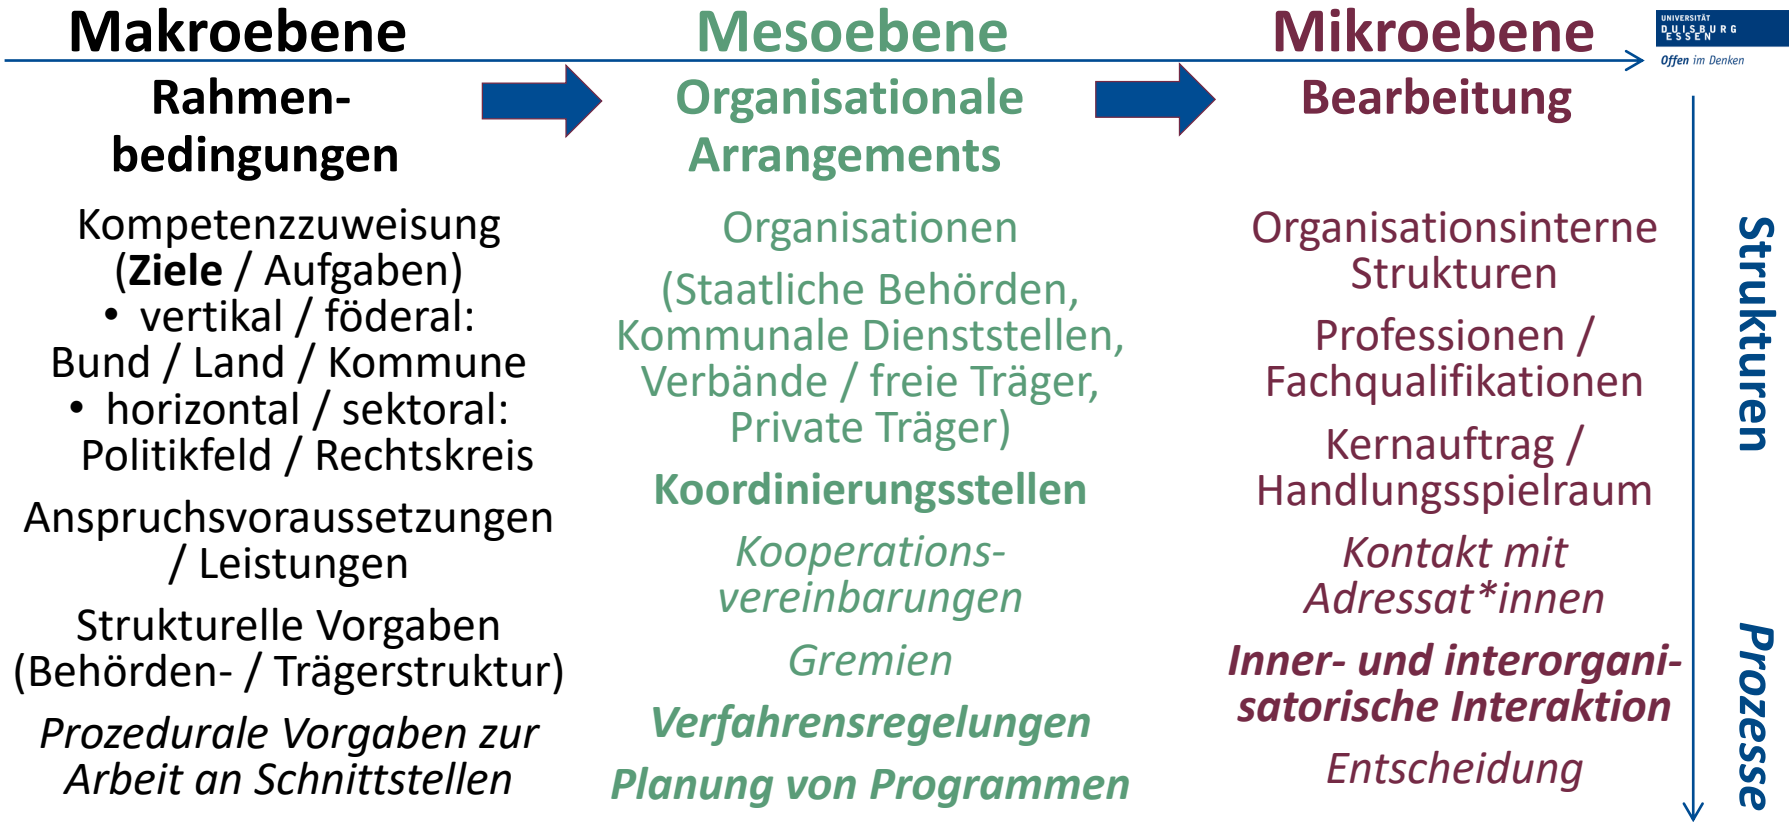 Makroebene
Mesoebene
Mikroebene
UNIVERSITÄT
DUISBURG
ESSEN
Offen im Denken
Rahmen-
bedingungen
Kompetenzzuweisung
(Ziele / Aufgaben)
• vertikal / föderal:
Bund / Land / Kommune
• horizontal / sektoral:
Politikfeld / Rechtskreis
Anspruchsvoraussetzungen
/ Leistungen
Strukturelle Vorgaben
(Behörden- / Trägerstruktur)
Prozedurale Vorgaben zur
Arbeit an Schnittstellen
Organisationale
Arrangements
Organisationen
(Staatliche Behörden,
Kommunale Dienststellen,
Verbände / freie Träger,
Private Träger)
Koordinierungsstellen
Kooperations-
vereinbarungen
Gremien
Verfahrensregelungen
Planung von Programmen
Bearbeitung
Organisationsinterne
Strukturen
Professionen /
Fachqualifikationen
Kernauftrag /
Handlungsspielraum
Kontakt mit
Adressat*innen
Inner- und interorgani-
satorische Interaktion
Entscheidung
Strukturen
Prozesse